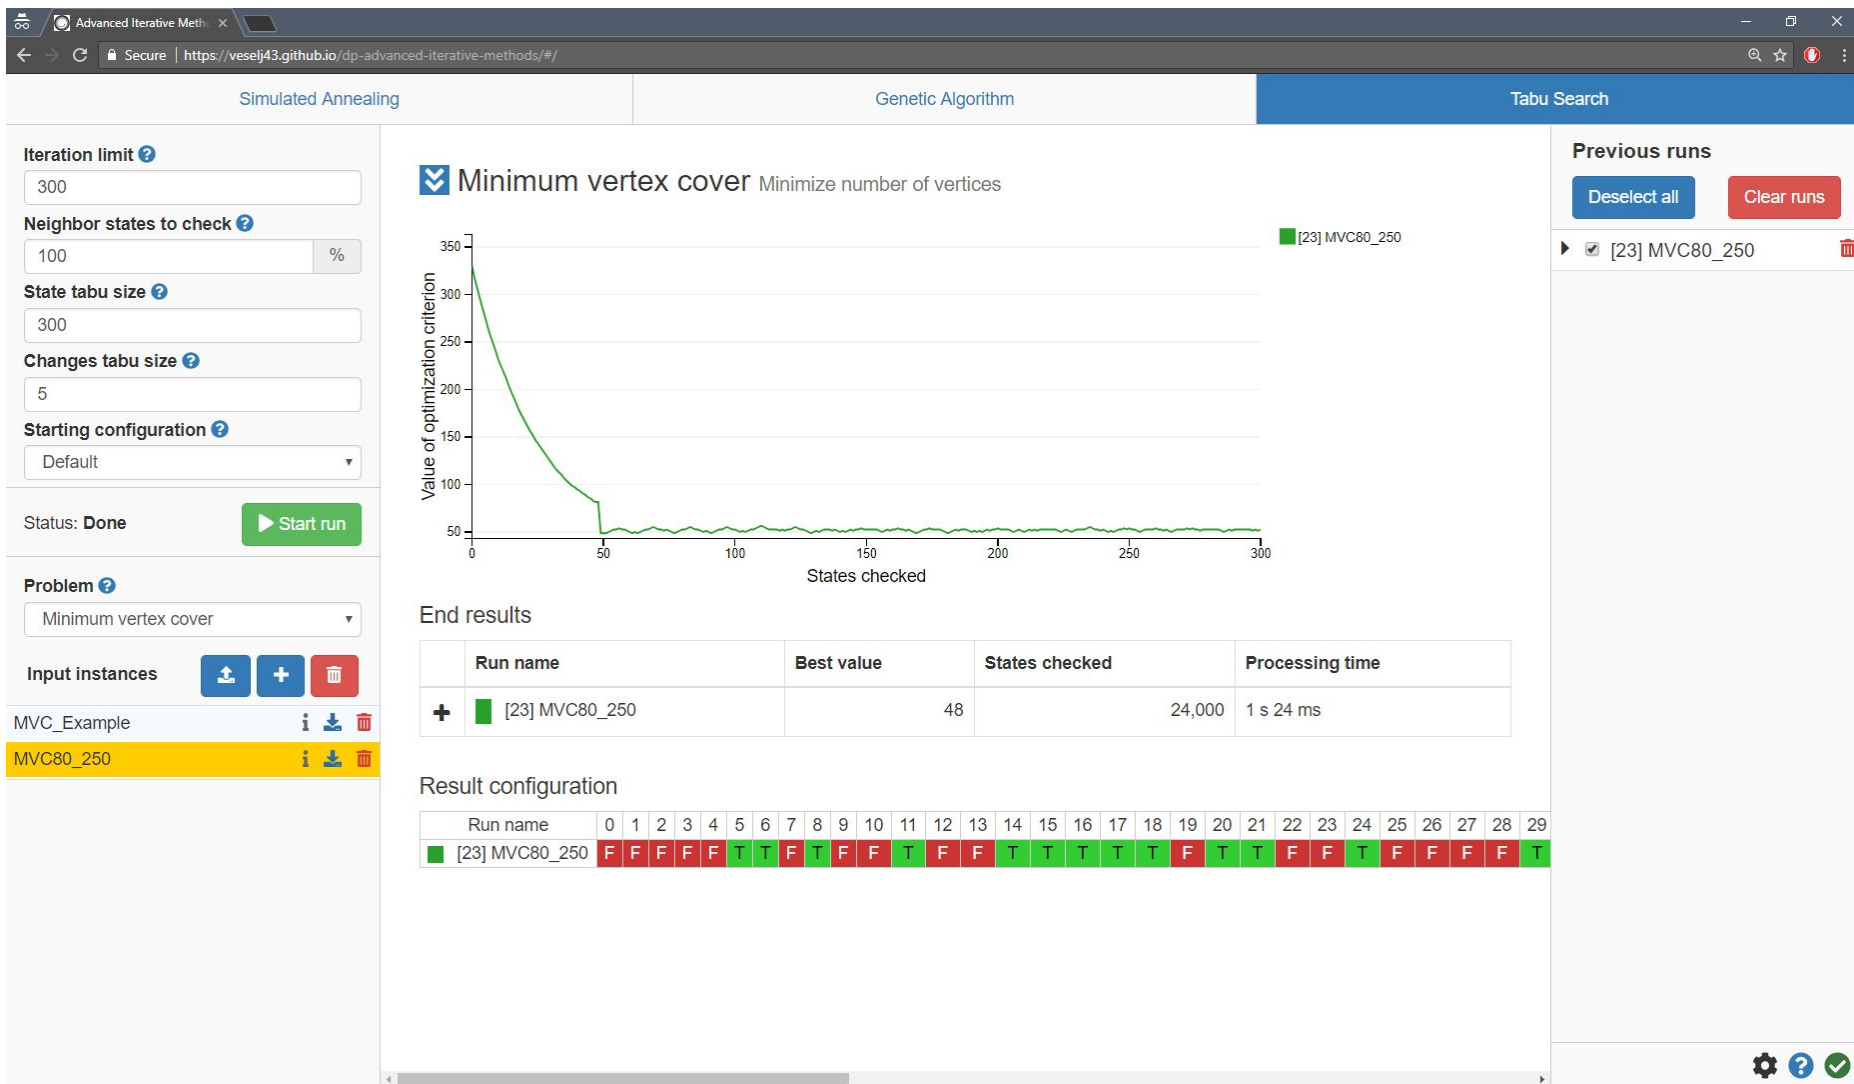 Advanced Iterative Meth
Secure | https://veselj43.github.io/dp-advanced-iterative-methods/#/
Simulated Annealing
Genetic Algorithm
Tabu Search
Iteration limit
300
Neighbor states to check
100 %
State tabu size
300
Changes tabu size
5
Starting configuration
Default
Status: Done
Start run
Problem
Minimum vertex cover
Input instances
MVC_Example
MVC80_250
Minimum vertex cover Minimize number of vertices
Value of optimization criterion
350
300
250
200
150
100
50
0 50 100 150 200 250 300
States checked
[23] MVC80_250
End results
Run name Best value States checked Processing time
[23] MVC80_250 48 24,000 1 s 24 ms
Result configuration
Run name 0 1 2 3 4 5 6 7 8 9 10 11 12 13 14 15 16 17 18 19 20 21 22 23 24 25 26 27 28 29
[23] MVC80_250 F F F F F T T F T F F T F F T T T T T F T T F F T F F F F T
Previous runs
Deselect all
Clear runs
[23] MVC80_250